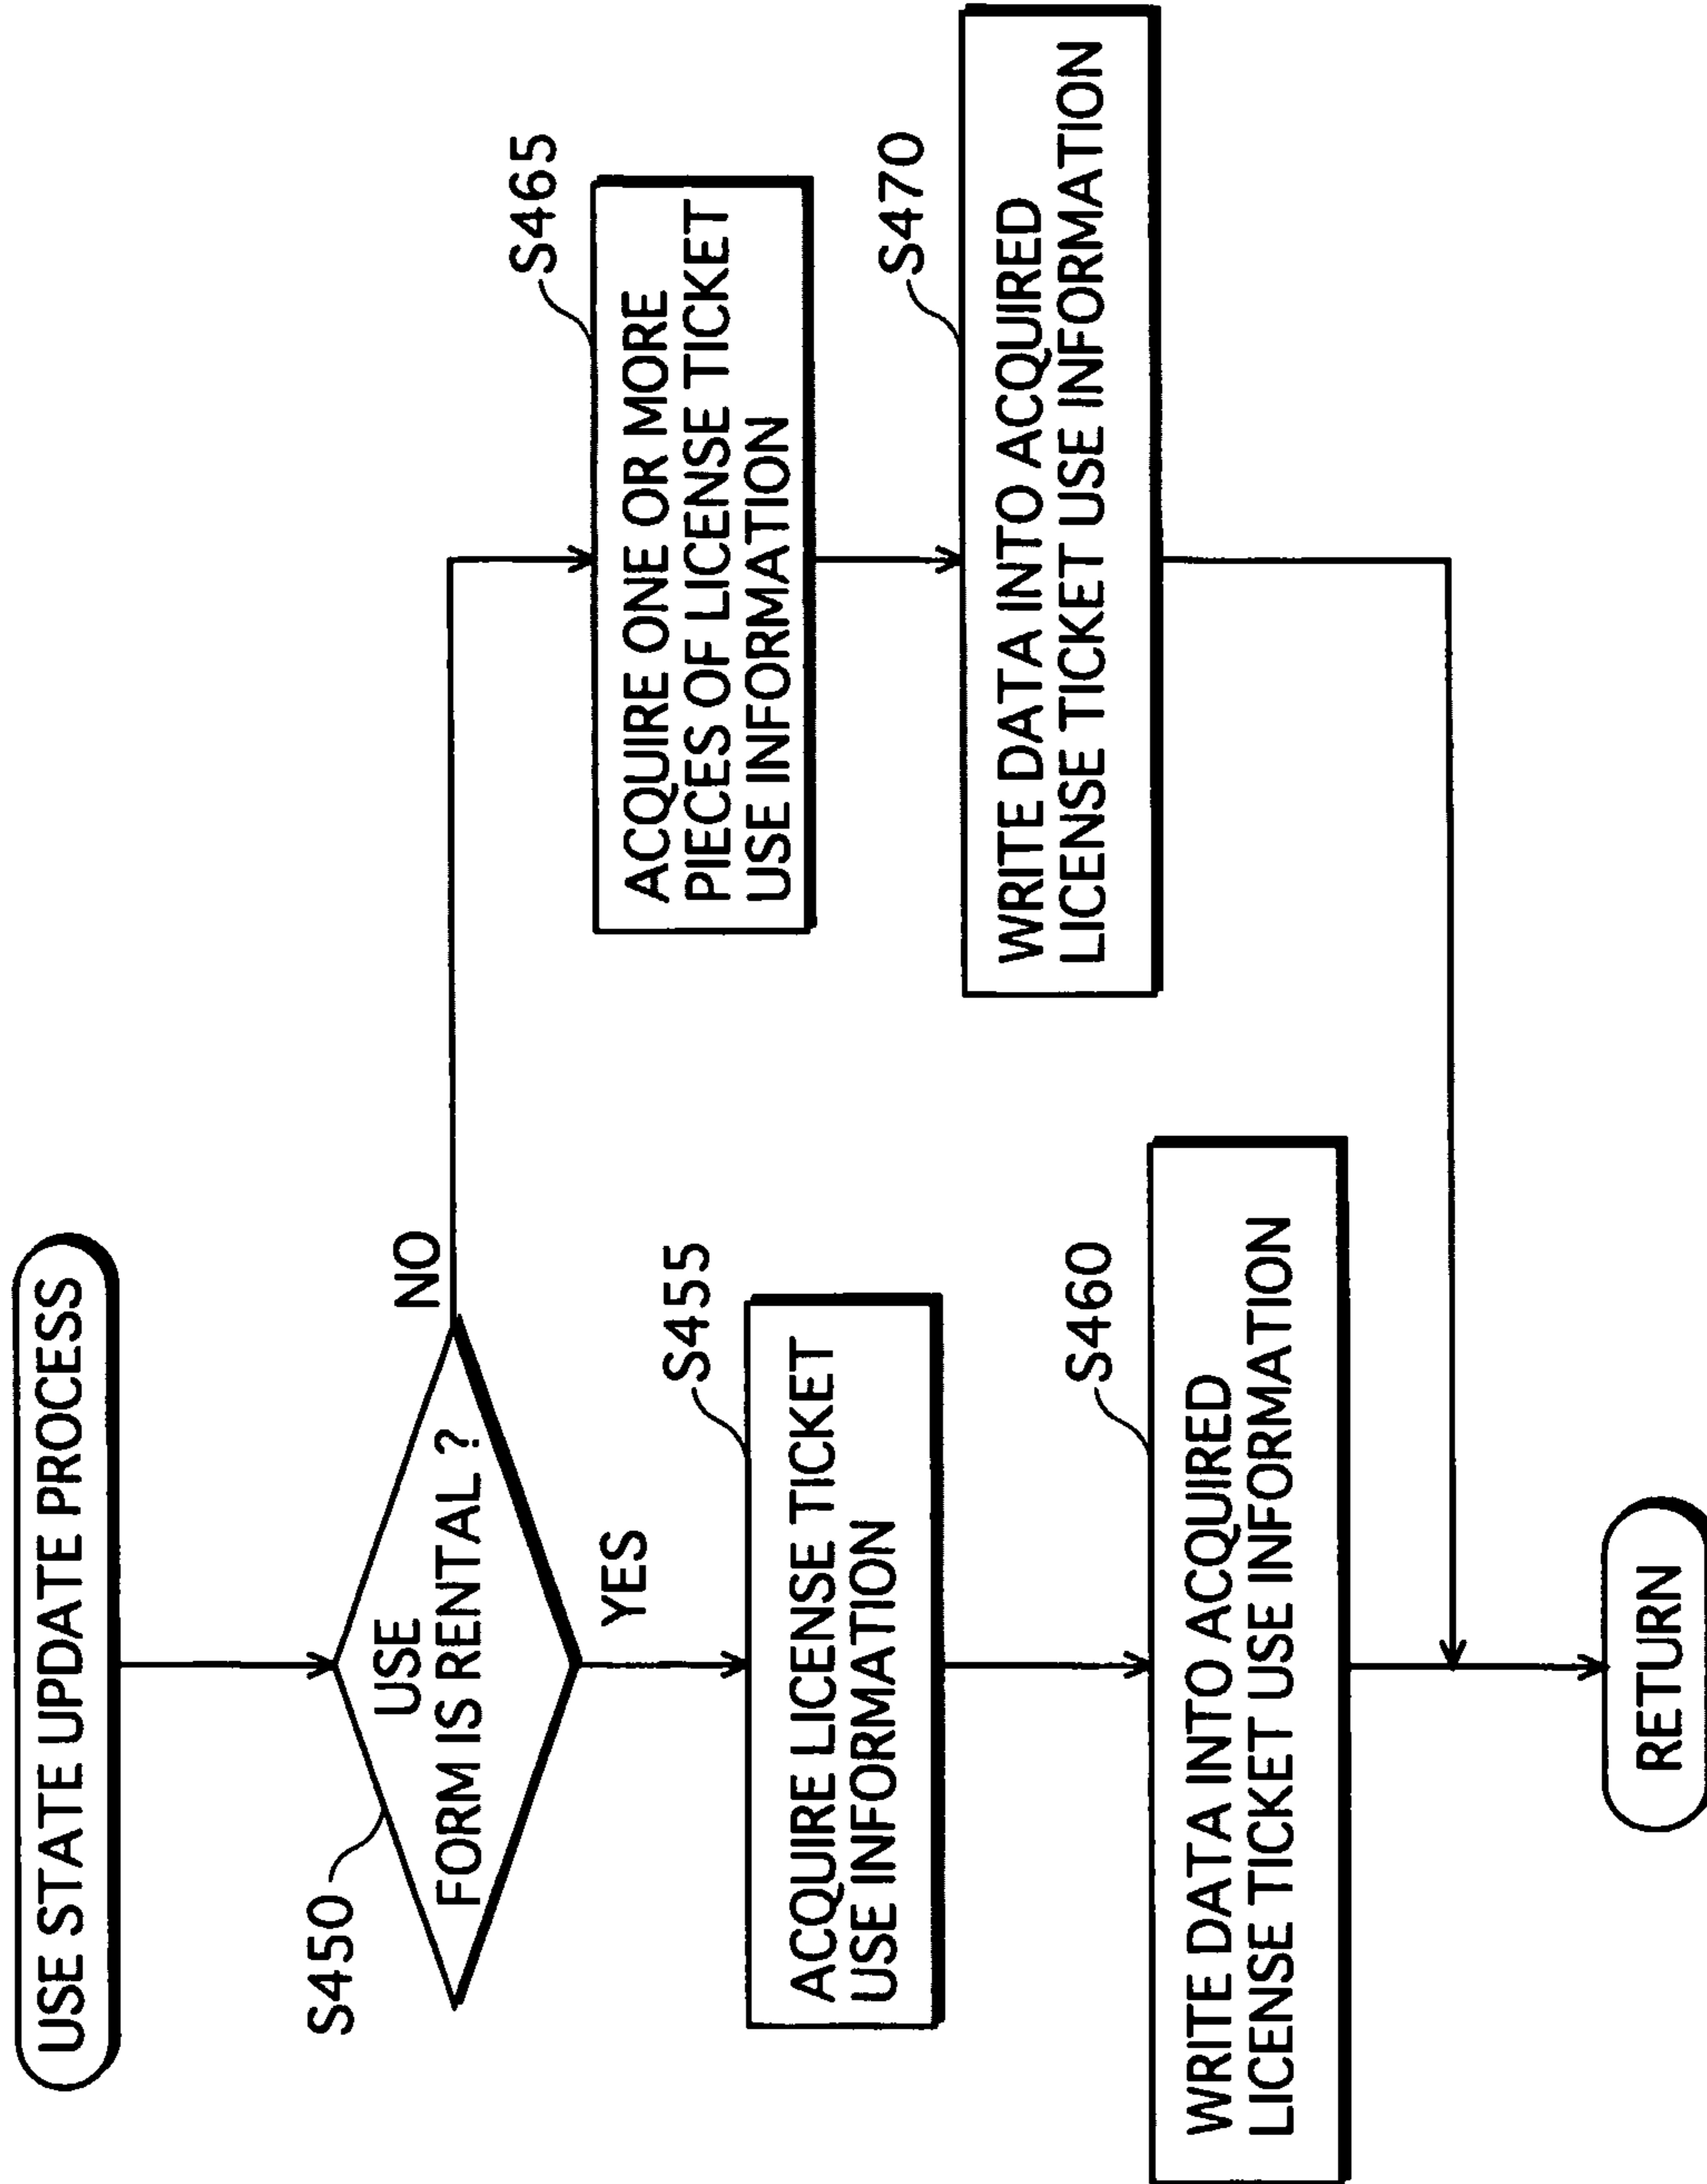 USE STATE UPDATE PROCESS
S450
USE
FORM IS RENTAL ?
NO
YES
S455
ACQUIRE LICENSE TICKET
USE INFORMATION
S460
WRITE DATA INTO ACQUIRED
LICENSE TICKET USE INFORMATION
S465
ACQUIRE ONE OR MORE
PIECES OF LICENSE TICKET
USE INFORMATION
S470
WRITE DATA INTO ACQUIRED
LICENSE TICKET USE INFORMATION
RETURN